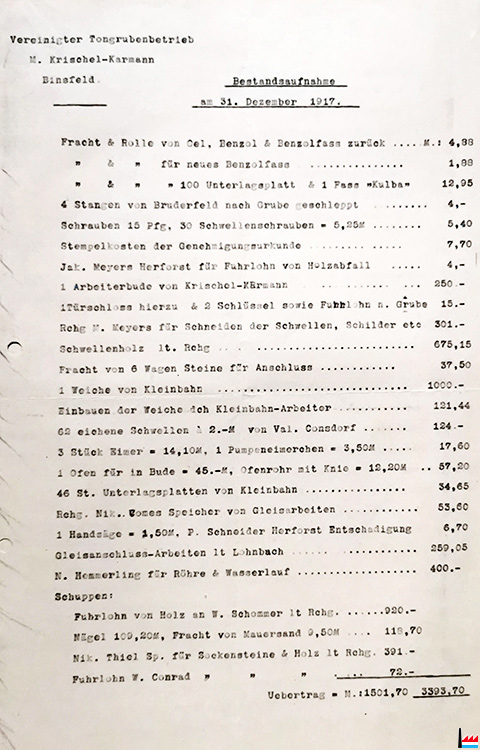 Vereinigter Tongrubenbetrieb
M. Krischel-Karmann
Binsfeld.
Bestandsaufnahme
am 31. Dezember 1917.
Fracht & Rolle von Oel, Benzol & Benzolfass zurück .....M.: 4,88
" & " für neues Benzolfass ............... 1,88
" & " " 100 Unterlagsplatt & 1 Fass "Kulba" 12,95
4 Stangen von Bruderfeld nach Grube geschleppt ........ 4,-
Schrauben 15 Pfg, 30 Schwellenschrauben = 5,25M ........ 5,40
Stempelkosten der Genehmigungsurkunde ............ 7,70
Jak. Meyers Herforst für Fuhrlohn von Holzabfall ..... 4,-
1 Arbeiterbude von Krischel-Kärmann ............... 250.-
1Türschloss hierzu & 2 Schlüssel sowie Fuhrlohn n. Grube 15.-
Rchg M. Meyers für Schneiden der Schwellen, Schilder etc 301.-
Schwellenholz lt. Rchg .............................. 675,15
Fracht von 6 Wagen Steine für Anschluss ............ 37,50
1 Weiche von Kleinbahn ............................ 1000.-
Einbauen der Weiche dch Kleinbahn-Arbeiter .......... 121,44
62 eichene Schwellen à 2.-M von Val. Consdorf ....... 124.-
3 Stück Eimer = 14,10M, 1 Pumpeneimerchen = 3,50M ..... 17,60
1 Ofen für in Bude = 45.-M, Ofenrohr mit Knie = 12,20M .. 57,20
46 St. Unterlagsplatten von Kleinbahn ............... 34,65
Rchg. Nik. Comes Speicher von Gleisarbeiten .......... 53,60
1 Handsäge = 1,50M, P. Schneider Herforst Entschädigung 6,70
Gleisanschluss-Arbeiten lt Lohnbuch ............... 259,05
N. Hemmerling für Röhre & Wasserlauf ................ 400.-
Schuppen:
Fuhrlohn von Holz an W. Schommer lt Rchg. ......920.-
Nägel 109,20M, Fracht von Mauersand 9,50M .... 118,70
Nik. Thiel Sp. für Sockensteine & Holz lt Rchg. 391.-
Fuhrlohn W. Conrad " " " .... 72.-
Uebertrag = M.:1501,70 3393,70